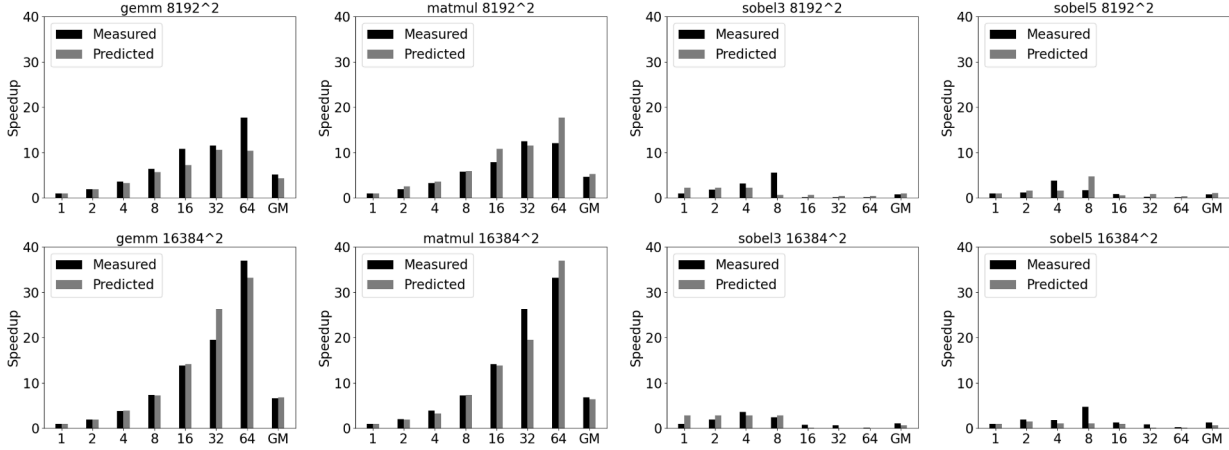 gemm 8192^2
40
30
20
10
0
Speedup
Measured
Predicted
1 2 4 8 16 32 64 GM
matmul 8192^2
40
30
20
10
0
Speedup
Measured
Predicted
1 2 4 8 16 32 64 GM
sobel3 8192^2
40
30
20
10
0
Speedup
Measured
Predicted
1 2 4 8 16 32 64 GM
sobel5 8192^2
40
30
20
10
0
Speedup
Measured
Predicted
1 2 4 8 16 32 64 GM
gemm 16384^2
40
30
20
10
0
Speedup
Measured
Predicted
1 2 4 8 16 32 64 GM
matmul 16384^2
40
30
20
10
0
Speedup
Measured
Predicted
1 2 4 8 16 32 64 GM
sobel3 16384^2
40
30
20
10
0
Speedup
Measured
Predicted
1 2 4 8 16 32 64 GM
sobel5 16384^2
40
30
20
10
0
Speedup
Measured
Predicted
1 2 4 8 16 32 64 GM